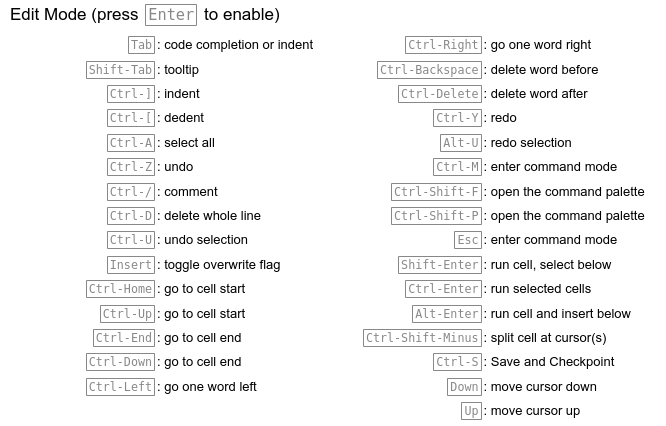 Edit Mode (press Enter to enable)
Tab : code completion or indent
Shift-Tab : tooltip
Ctrl-] : indent
Ctrl-[ : dedent
Ctrl-A : select all
Ctrl-Z : undo
Ctrl-/ : comment
Ctrl-D : delete whole line
Ctrl-U : undo selection
Insert : toggle overwrite flag
Ctrl-Home : go to cell start
Ctrl-Up : go to cell start
Ctrl-End : go to cell end
Ctrl-Down : go to cell end
Ctrl-Left : go one word left
Ctrl-Right : go one word right
Ctrl-Backspace : delete word before
Ctrl-Delete : delete word after
Ctrl-Y : redo
Alt-U : redo selection
Ctrl-M : enter command mode
Ctrl-Shift-F : open the command palette
Ctrl-Shift-P : open the command palette
Esc : enter command mode
Shift-Enter : run cell, select below
Ctrl-Enter : run selected cells
Alt-Enter : run cell and insert below
Ctrl-Shift-Minus : split cell at cursor(s)
Ctrl-S : Save and Checkpoint
Down : move cursor down
Up : move cursor up